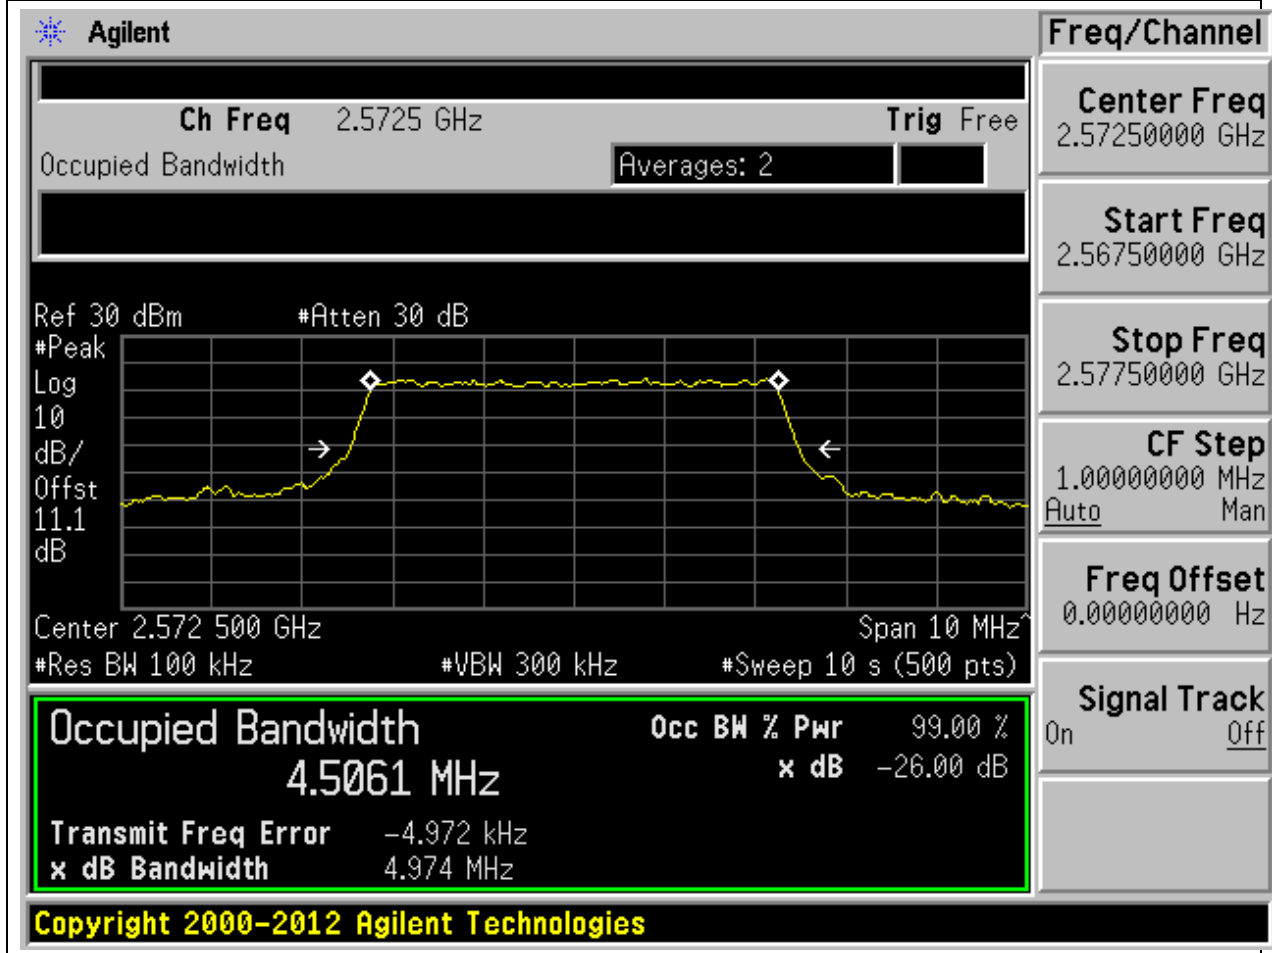 Agilent
Freq/Channel
Ch Freq 2.5725 GHz Trig Free
Occupied Bandwidth Averages: 2
Center Freq
2.57250000 GHz
Start Freq
2.56750000 GHz
Stop Freq
2.57750000 GHz
CF Step
1.00000000 MHz
Auto Man
Freq Offset
0.00000000 Hz
Signal Track
On Off
Ref 30 dBm #Atten 30 dB
#Peak
Log
10
dB/
Offst
11.1
dB
Center 2.572 500 GHz Span 10 MHz^
#Res BW 100 kHz #VBW 300 kHz #Sweep 10 s (500 pts)
Occupied Bandwidth Occ BW % Pwr 99.00 %
4.5061 MHz x dB -26.00 dB
Transmit Freq Error -4.972 kHz
x dB Bandwidth 4.974 MHz
Copyright 2000-2012 Agilent Technologies